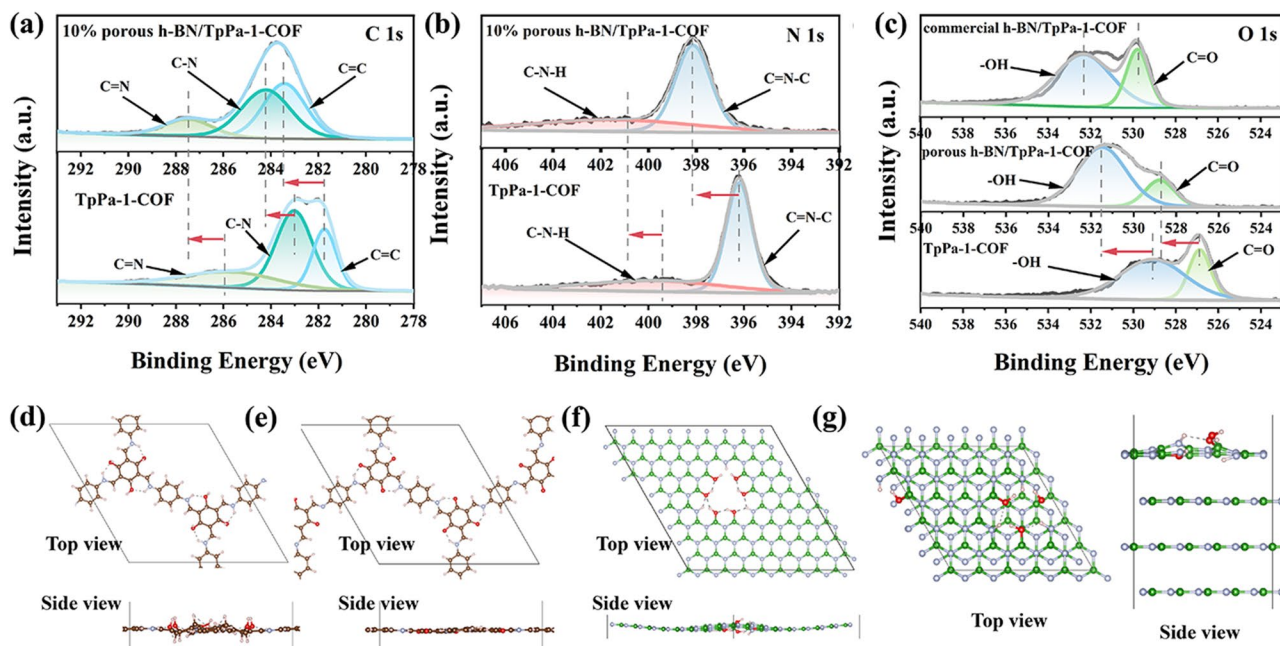 (a)
10% porous h-BN/TpPa-1-COF
C 1s
C-N
C=N
C=C
292 290 288 286 284 282 280 278
TpPa-1-COF
C-N
C=N
C=C
292 290 288 286 284 282 280 278
Intensity (a.u.)
Binding Energy (eV)
(b)
10% porous h-BN/TpPa-1-COF
N 1s
C-N-H
C=N-C
406 404 402 400 398 396 394 392
TpPa-1-COF
C-N-H
C=N-C
406 404 402 400 398 396 394 392
Intensity (a.u.)
Binding Energy (eV)
(c)
commercial h-BN/TpPa-1-COF
O 1s
-OH
C=O
540 538 536 534 532 530 528 526 524
porous h-BN/TpPa-1-COF
-OH
C=O
540 538 536 534 532 530 528 526 524
TpPa-1-COF
-OH
C=O
540 538 536 534 532 530 528 526
Intensity (a.u.)
Binding Energy (eV)
(d)
Top view
Side view
(e)
Top view
Side view
(f)
Top view
Side view
(g)
Top view
Side view